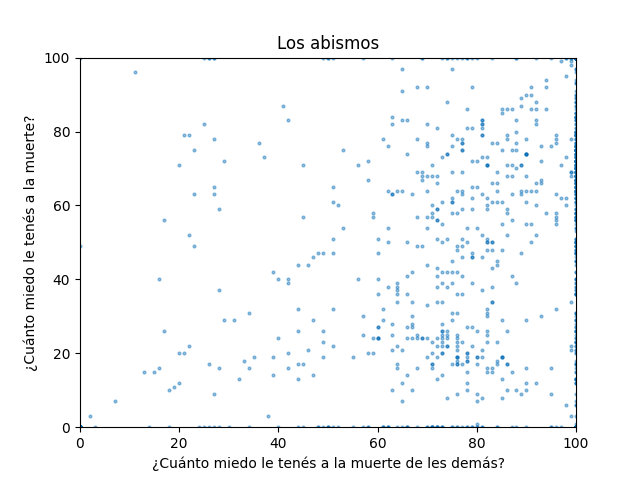 Los abismos
100
80
60
40
20
0
¿Cuánto miedo le tenés a la muerte?
0 20 40 60 80 100
¿Cuánto miedo le tenés a la muerte de les demás?